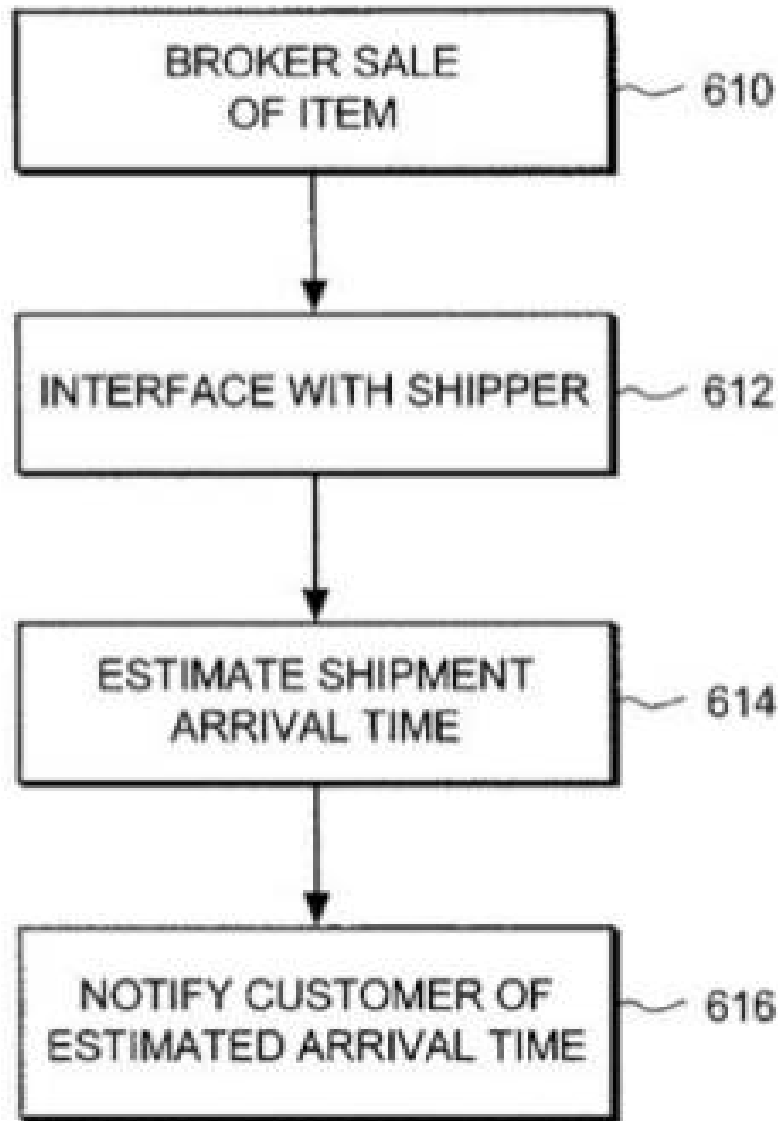 BROKER SALE
OF ITEM
610
INTERFACE WITH SHIPPER
612
ESTIMATE SHIPMENT
ARRIVAL TIME
614
NOTIFY CUSTOMER OF
ESTIMATED ARRIVAL TIME
616